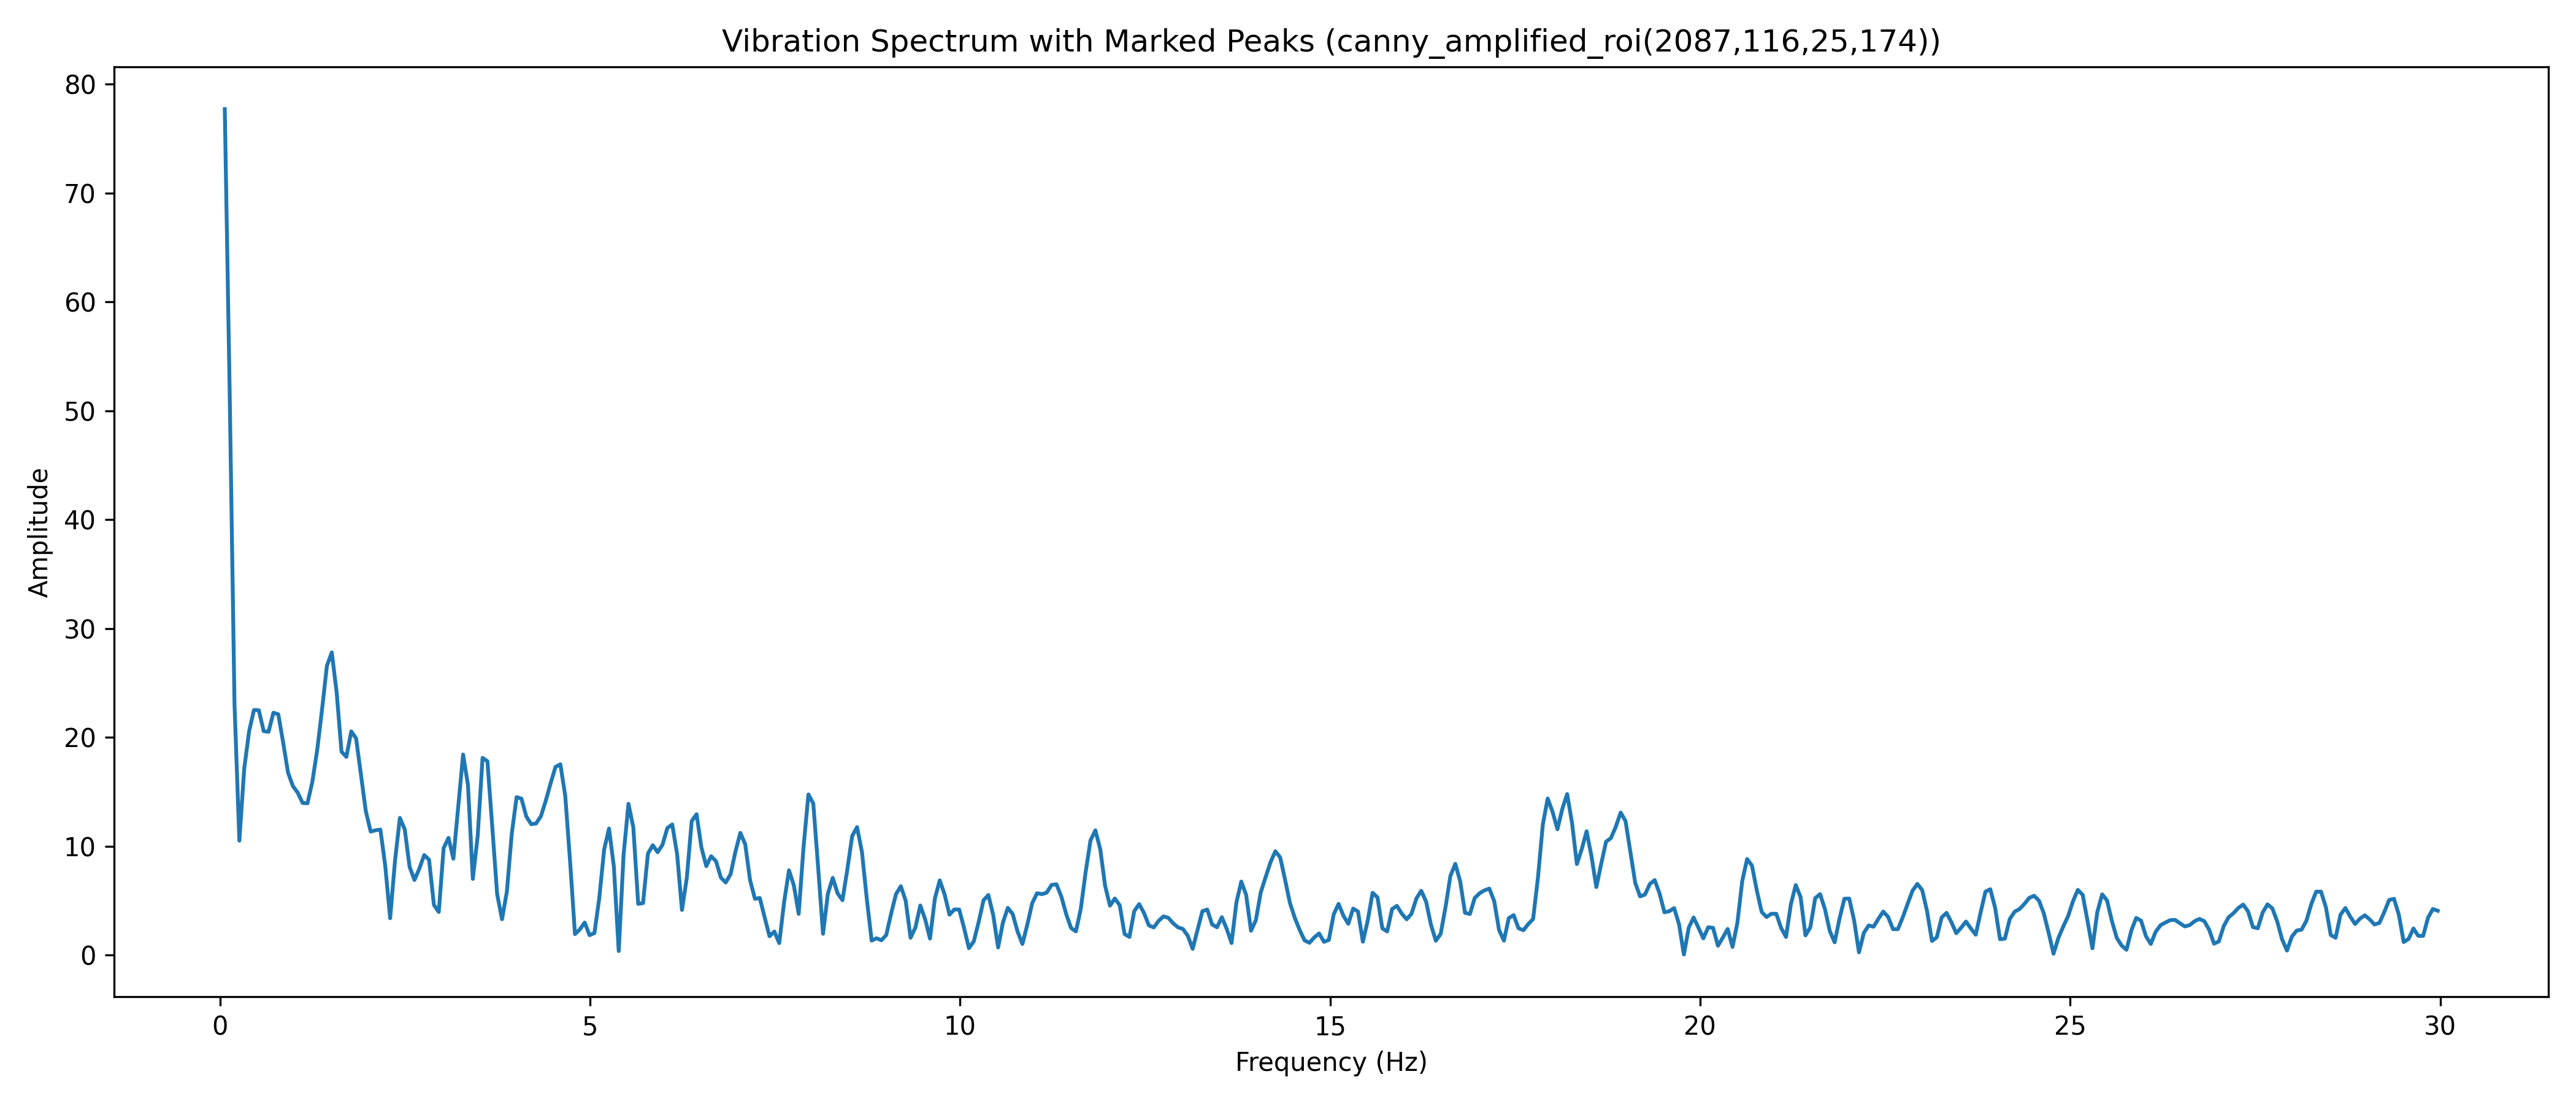 Vibration Spectrum with Marked Peaks (canny_amplified_roi(2087,116,25,174))
80
70
60
50
40
30
20
10
0
Amplitude
0 5 10 15 20 25 30
Frequency (Hz)